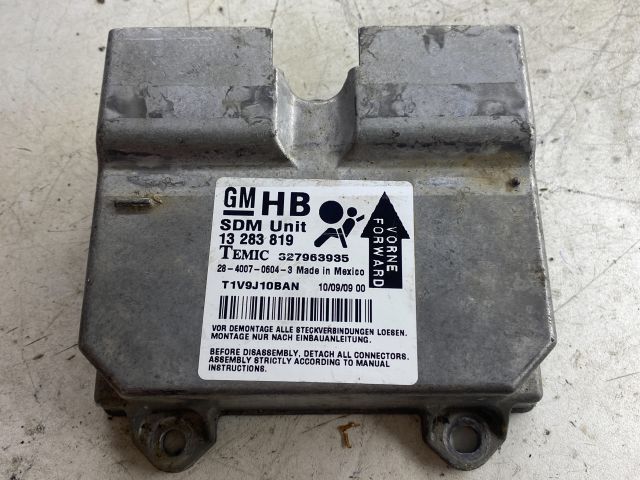 GM HB
SDM Unit
13 283 819
TEMIC 327963935
28-4007-0604-3 Made in Mexico
T1V9J10BAN 10/09/09 00
VORNE
FORWARD
VOR DEMONTAGE ALLE STECKVERBINDUNGEN LOESEN.
MONTAGE NUR NACH EINBAUANLEITUNG.
BEFORE DISASSEMBLY, DETACH ALL CONNECTORS.
ASSEMBLY STRICTLY ACCORDING TO MANUAL
INSTRUCTIONS.